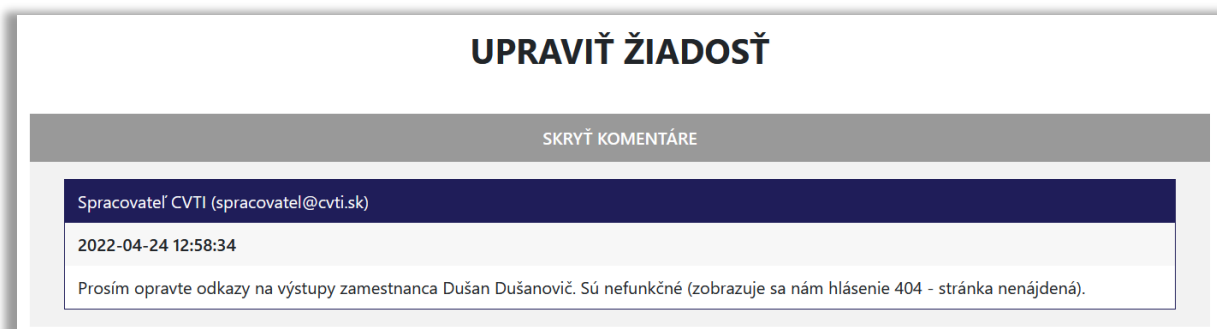 UPRAVIŤ ŽIADOSŤ
SKRYŤ KOMENTÁRE
Spracovateľ CVTI (spracovatel@cvti.sk)
2022-04-24 12:58:34
Prosím opravte odkazy na výstupy zamestnanca Dušan Dušanovič. Sú nefunkčné (zobrazuje sa nám hlásenie 404 - stránka nenájdená).